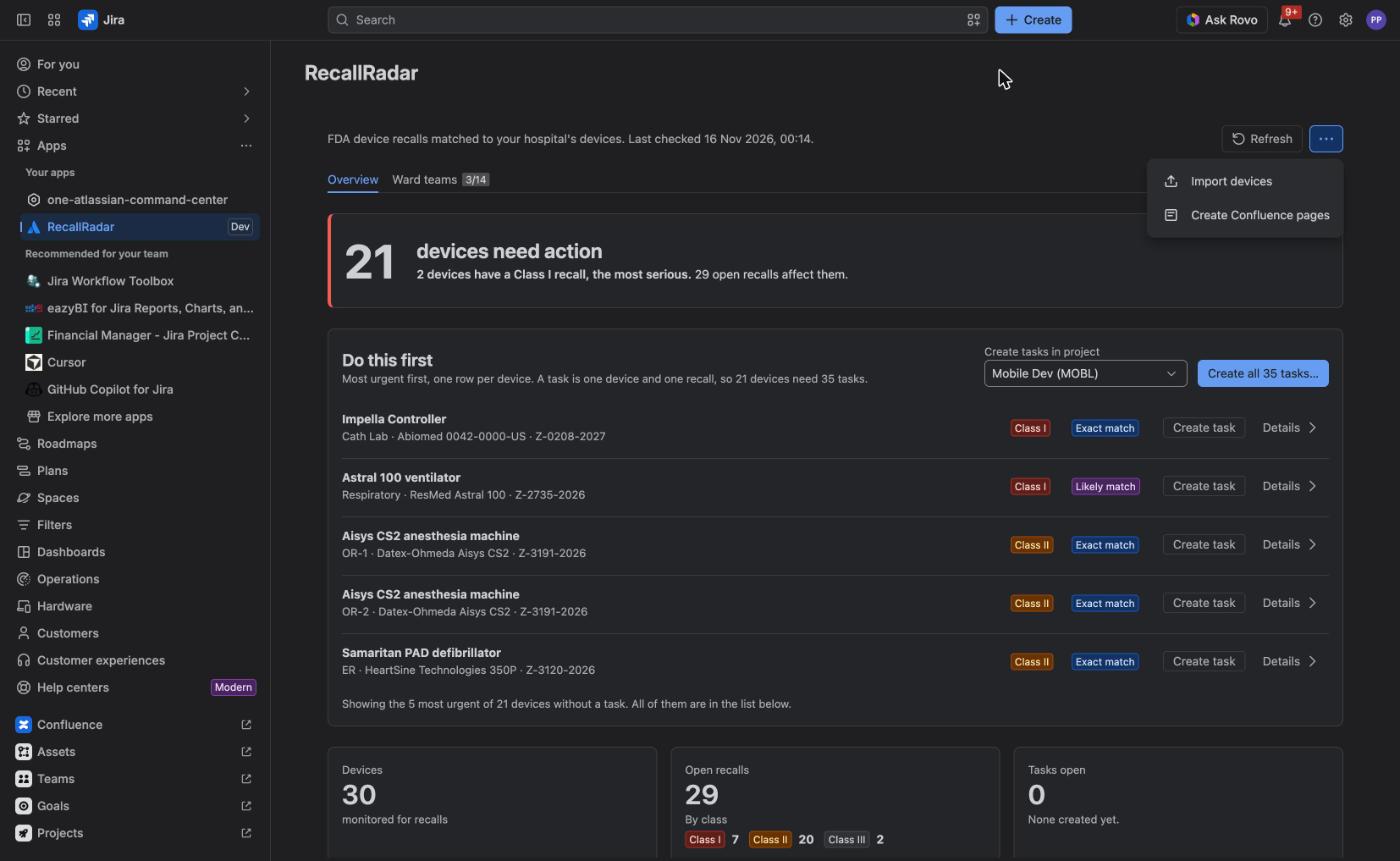 Jira
Search
Create
Ask Rovo
9+
PP
For you
Recent
Starred
Apps
Your apps
one-atlassian-command-center
RecallRadar
Dev
Recommended for your team
Jira Workflow Toolbox
eazyBI for Jira Reports, Charts, an...
Financial Manager - Jira Project C...
Cursor
GitHub Copilot for Jira
Explore more apps
Roadmaps
Plans
Spaces
Filters
Dashboards
Operations
Hardware
Customers
Customer experiences
Help centers
Modern
Confluence
Assets
Teams
Goals
Projects
RecallRadar
FDA device recalls matched to your hospital's devices. Last checked 16 Nov 2026, 00:14.
Refresh
Import devices
Create Confluence pages
Overview
Ward teams 3/14
21
devices need action
2 devices have a Class I recall, the most serious. 29 open recalls affect them.
Do this first
Most urgent first, one row per device. A task is one device and one recall, so 21 devices need 35 tasks.
Create tasks in project
Mobile Dev (MOBL)
Create all 35 tasks...
Impella Controller
Cath Lab · Abiomed 0042-0000-US · Z-0208-2027
Class I
Exact match
Create task
Details
Astral 100 ventilator
Respiratory · ResMed Astral 100 · Z-2735-2026
Class I
Likely match
Create task
Details
Aisys CS2 anesthesia machine
OR-1 · Datex-Ohmeda Aisys CS2 · Z-3191-2026
Class II
Exact match
Create task
Details
Aisys CS2 anesthesia machine
OR-2 · Datex-Ohmeda Aisys CS2 · Z-3191-2026
Class II
Exact match
Create task
Details
Samaritan PAD defibrillator
ER · HeartSine Technologies 350P · Z-3120-2026
Class II
Exact match
Create task
Details
Showing the 5 most urgent of 21 devices without a task. All of them are in the list below.
Devices
30
monitored for recalls
Open recalls
29
By class
Class I 7 Class II 20 Class III 2
Tasks open
0
None created yet.